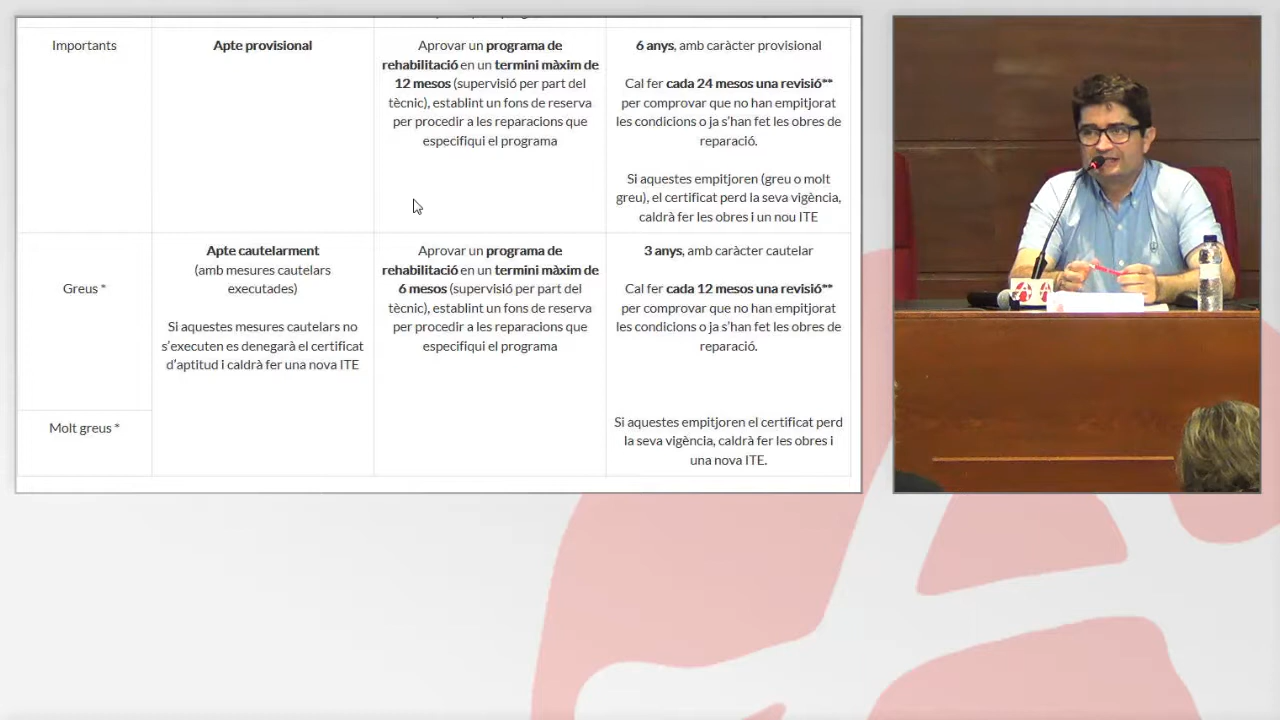 Importants
Apte provisional
Aprovar un programa de
rehabilitació en un termini màxim de
12 mesos (supervisió per part del
tècnic), establint un fons de reserva
per procedir a les reparacions que
especifiqui el programa
6 anys, amb caràcter provisional
Cal fer cada 24 mesos una revisió**
per comprovar que no han empitjorat
les condicions o ja s'han fet les obres de
reparació.
Si aquestes empitjoren (greu o molt
greu), el certificat perd la seva vigència,
caldrà fer les obres i un nou ITE
Greus *
Apte cautelarment
(amb mesures cautelars
executades)
Si aquestes mesures cautelars no
s'executen es denegarà el certificat
d'aptitud i caldrà fer una nova ITE
Aprovar un programa de
rehabilitació en un termini màxim de
6 mesos (supervisió per part del
tècnic), establint un fons de reserva
per procedir a les reparacions que
especifiqui el programa
3 anys, amb caràcter cautelar
Cal fer cada 12 mesos una revisió**
per comprovar que no han empitjorat
les condicions o ja s'han fet les obres de
reparació.
Molt greus *
Si aquestes empitjoren el certificat perd
la seva vigència, caldrà fer les obres i
una nova ITE.